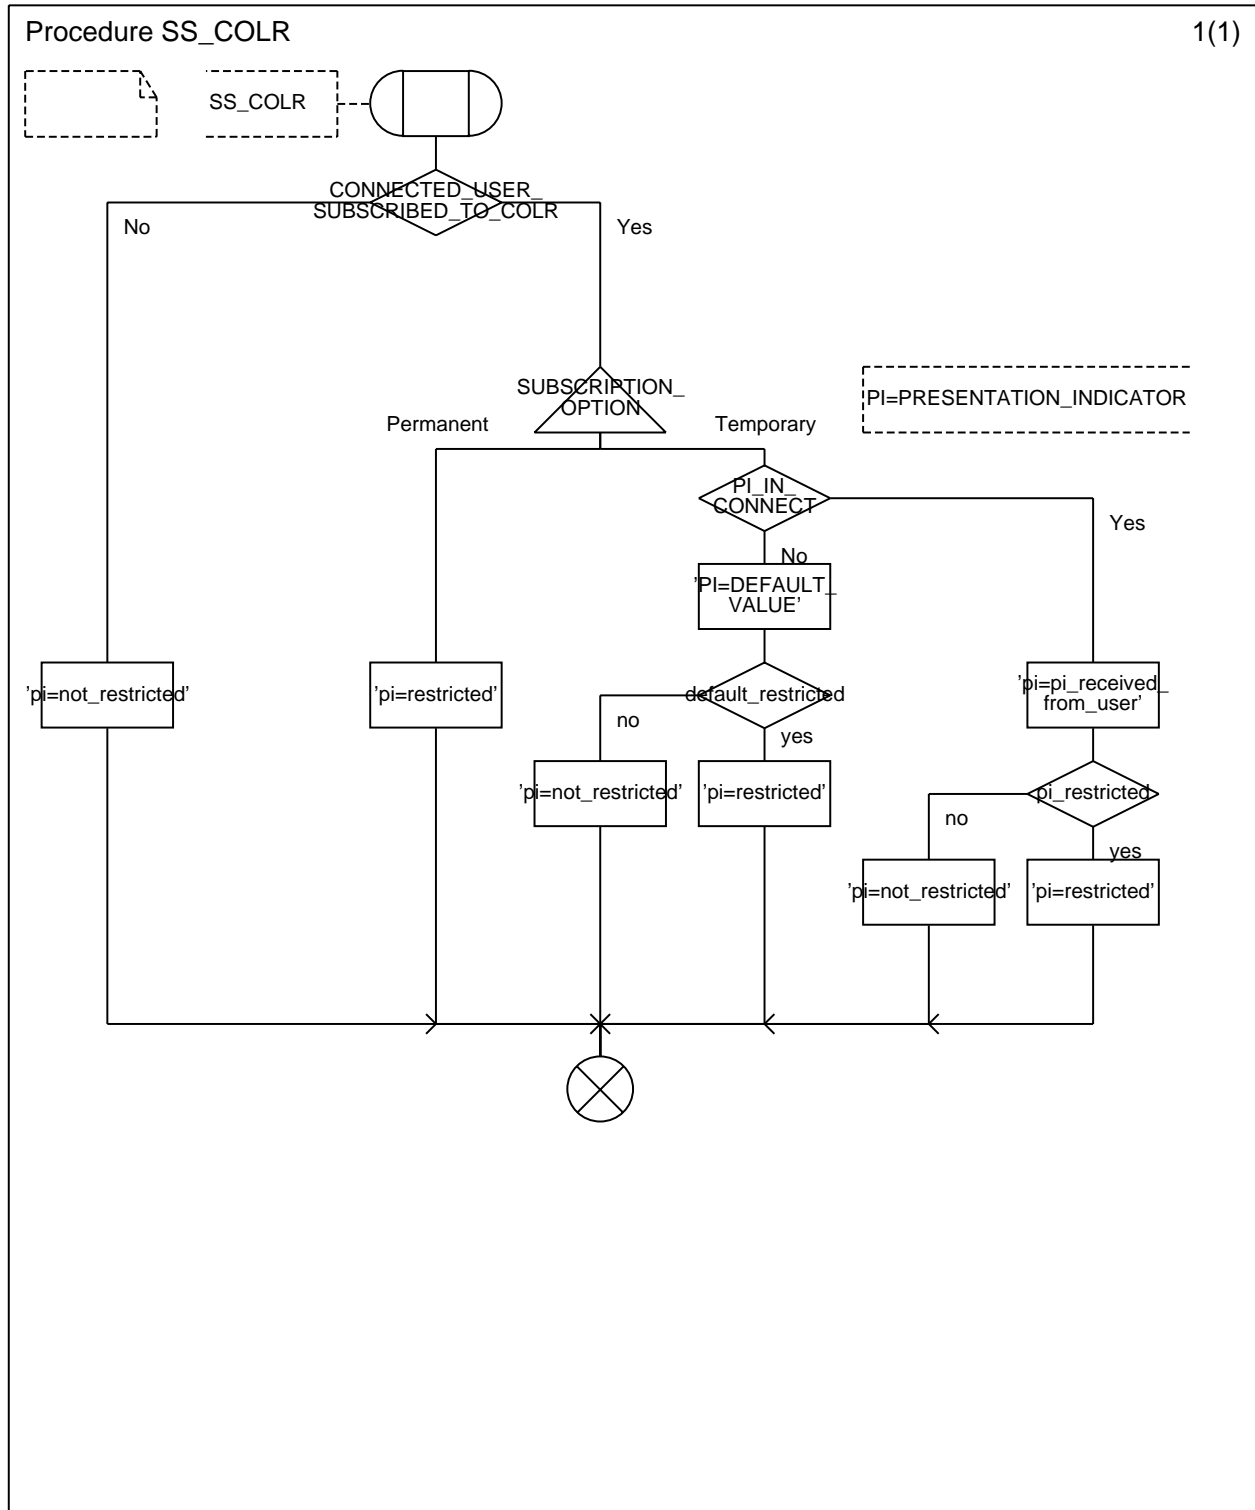 Procedure SS_COLR
1(1)
SS_COLR
CONNECTED_USER_
SUBSCRIBED_TO_COLR
No
Yes
SUBSCRIPTION_
OPTION
PI=PRESENTATION_INDICATOR
Permanent
Temporary
PI_IN_
CONNECT
Yes
No
'PI=DEFAULT_
VALUE'
'pi=not_restricted'
'pi=restricted'
default_restricted
'pi=pi_received_
from_user'
no
yes
'pi=not_restricted'
'pi=restricted'
pi_restricted
no
yes
'pi=not_restricted'
'pi=restricted'